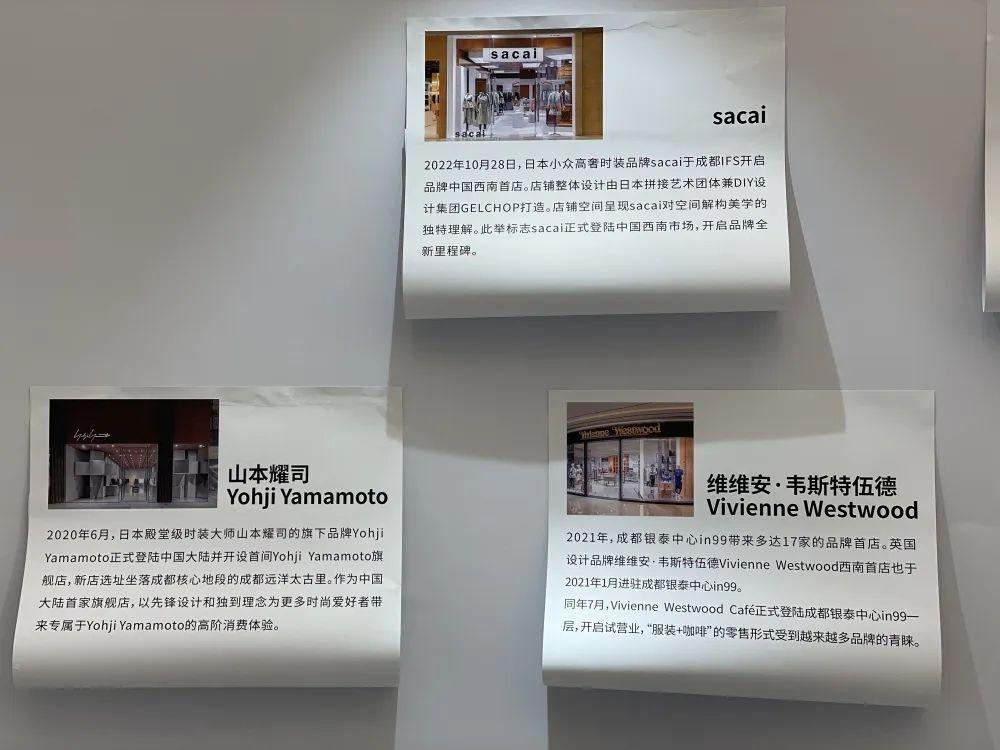 sacai
sacai
sacai
2022年10月28日，日本小众高奢时装品牌sacai于成都IFS开启
品牌中国西南首店。店铺整体设计由日本拼接艺术团体兼DIY设
计集团GELCHOP打造。店铺空间呈现sacai对空间解构美学的
独特理解。此举标志sacai正式登陆中国西南市场，开启品牌全
新里程碑。
山本耀司
Yohji Yamamoto
2020年6月，日本殿堂级时装大师山本耀司的旗下品牌Yohji
Yamamoto正式登陆中国大陆并开设首间Yohji Yamamoto旗
舰店，新店选址坐落成都核心地段的成都远洋太古里。作为中国
大陆首家旗舰店，以先锋设计和独到理念为更多时尚爱好者带
来专属于Yohji Yamamoto的高阶消费体验。
Vivienne Westwood
维维安·韦斯特伍德
Vivienne Westwood
2021年，成都银泰中心in99带来多达17家的品牌首店。英国
设计品牌维维安·韦斯特伍德Vivienne Westwood西南首店也于
2021年1月进驻成都银泰中心in99。
同年7月，Vivienne Westwood Café正式登陆成都银泰中心in99一
层，开启试营业，“服装+咖啡”的零售形式受到越来越多品牌的青睐。